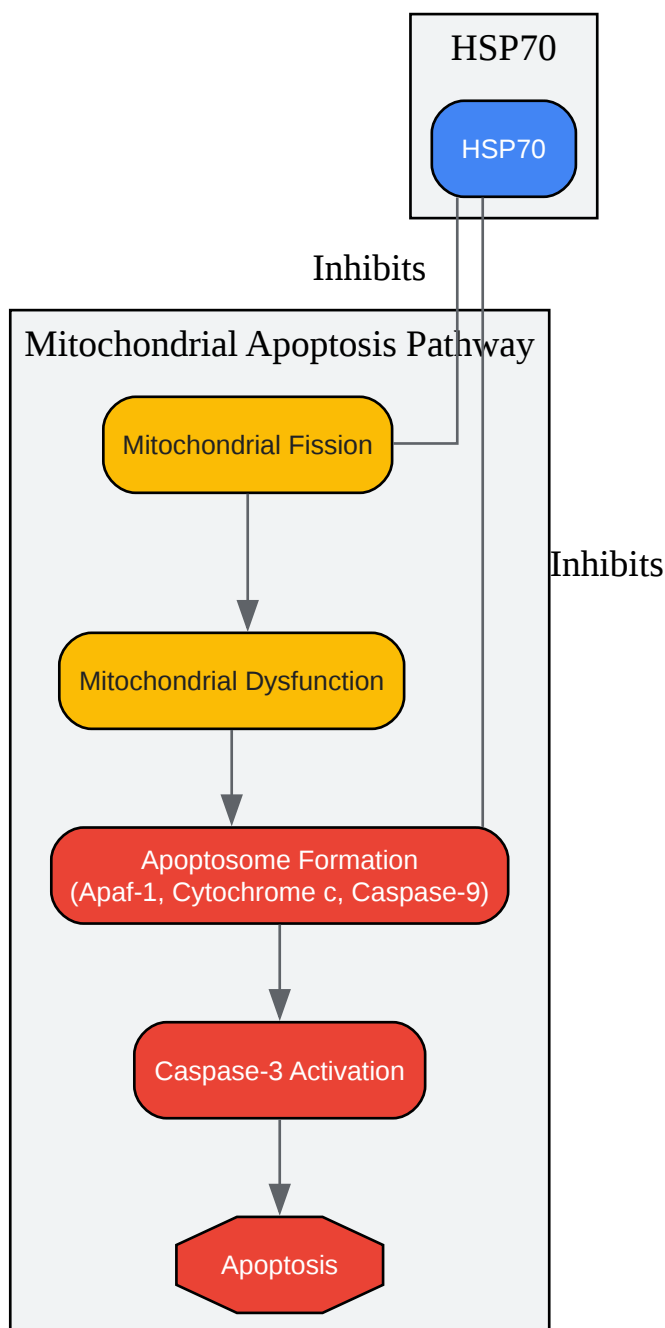 HSP70
HSP70
Inhibits
Mitochondrial Apoptosis Pathway
Mitochondrial Fission
Inhibits
Mitochondrial Dysfunction
Apoptosome Formation
(Apaf-1, Cytochrome c, Caspase-9)
Caspase-3 Activation
Apoptosis